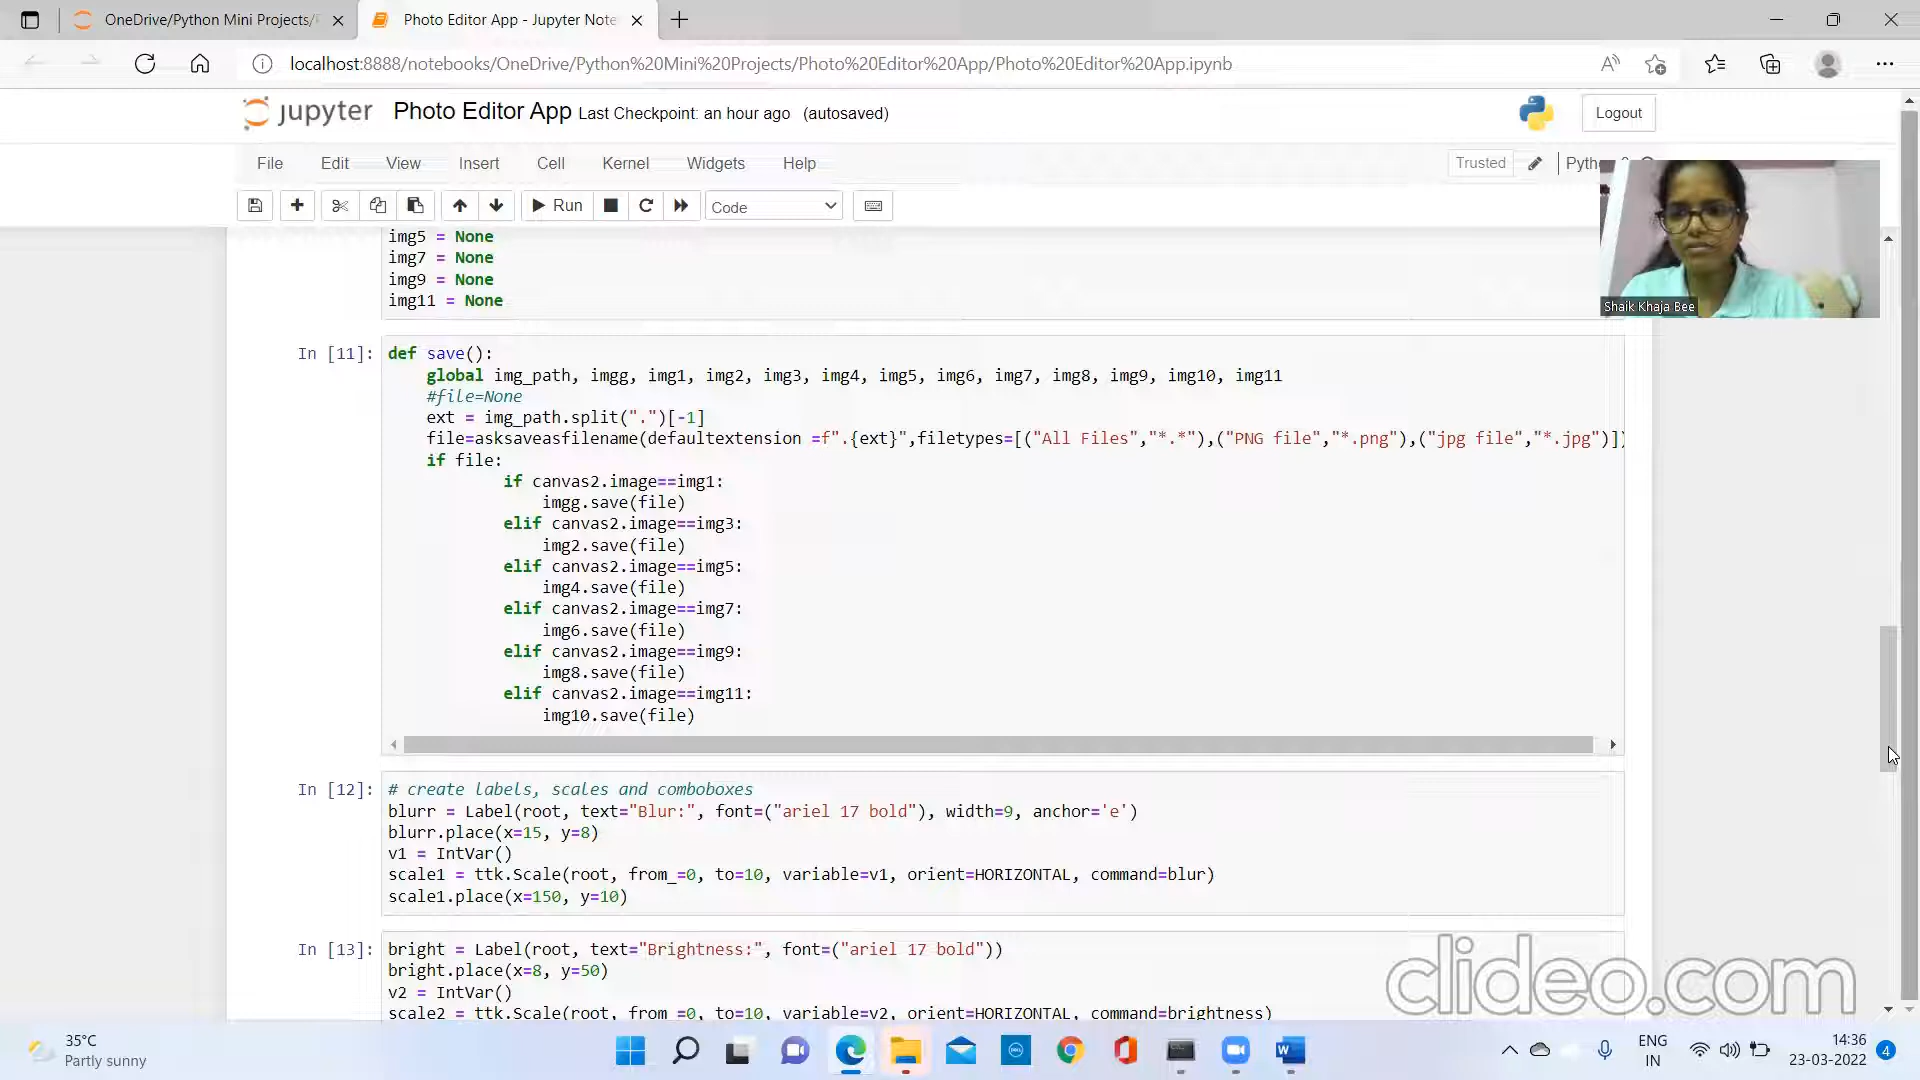 OneDrive/Python Mini Projects/
Photo Editor App - Jupyter Note
localhost:8888/notebooks/OneDrive/Python%20Mini%20Projects/Photo%20Editor%20App/Photo%20Editor%20App.ipynb
jupyter Photo Editor App Last Checkpoint: an hour ago (autosaved)
Logout
File Edit View Insert Cell Kernel Widgets Help
Trusted
Run
Code
Shaik Khaja Bee
img5 = None
img7 = None
img9 = None
img11 = None
In [11]:
def save():
global img_path, imgg, img1, img2, img3, img4, img5, img6, img7, img8, img9, img10, img11
#file=None
ext = img_path.split(".")[-1]
file=asksaveasfilename(defaultextension =f".{ext}",filetypes=[("All Files","*.*"),("PNG file","*.png"),("jpg file","*.jpg")])
if file:
if canvas2.image==img1:
imgg.save(file)
elif canvas2.image==img3:
img2.save(file)
elif canvas2.image==img5:
img4.save(file)
elif canvas2.image==img7:
img6.save(file)
elif canvas2.image==img9:
img8.save(file)
elif canvas2.image==img11:
img10.save(file)
In [12]:
# create labels, scales and comboboxes
blurr = Label(root, text="Blur:", font=("ariel 17 bold"), width=9, anchor='e')
blurr.place(x=15, y=8)
v1 = IntVar()
scale1 = ttk.Scale(root, from_=0, to=10, variable=v1, orient=HORIZONTAL, command=blur)
scale1.place(x=150, y=10)
In [13]:
bright = Label(root, text="Brightness:", font=("ariel 17 bold"))
bright.place(x=8, y=50)
v2 = IntVar()
scale2 = ttk.Scale(root, from_=0, to=10, variable=v2, orient=HORIZONTAL, command=brightness)
clideo.com
35°C
Partly sunny
ENG
IN
14:36
23-03-2022
4